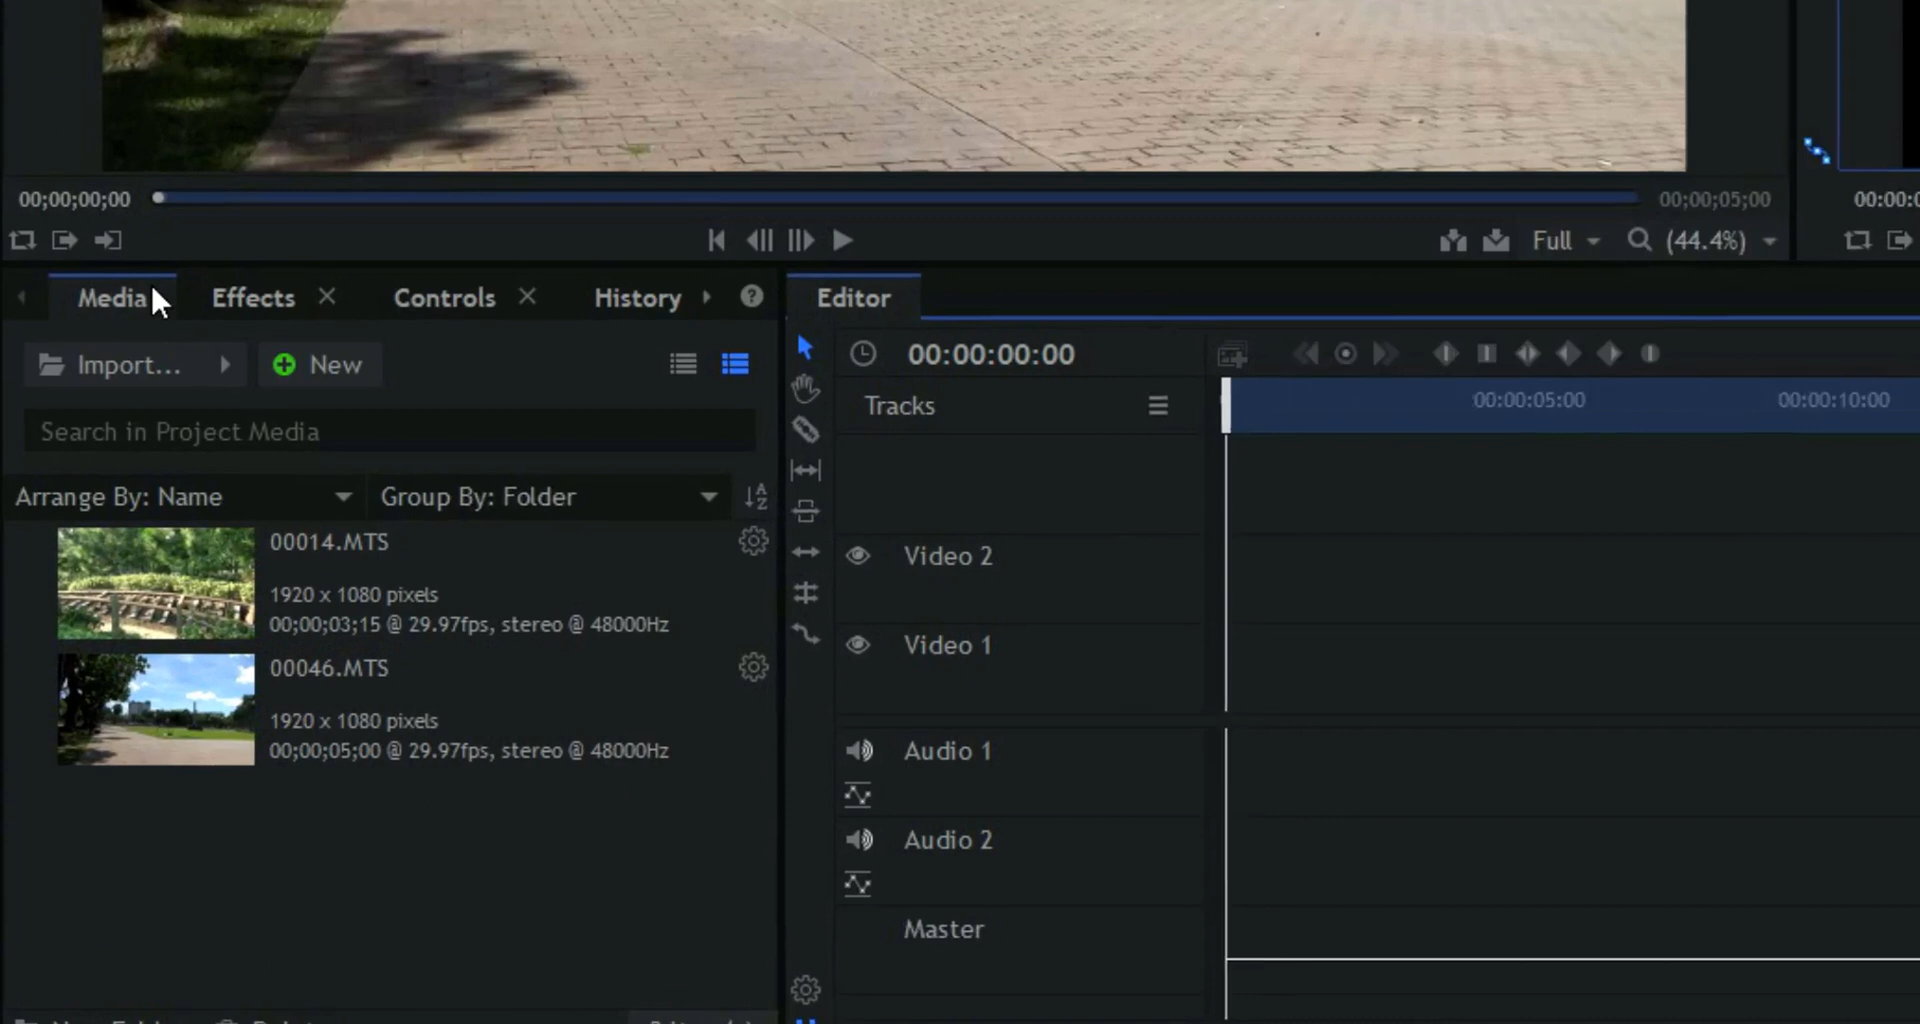 00;00;00;00
00;00;05;00
Full
(44.4%)
Media
Effects
Controls
History
Import...
New
Search in Project Media
Arrange By: Name
Group By: Folder
00014.MTS
1920 x 1080 pixels
00;00;03;15 @ 29.97fps, stereo @ 48000Hz
00046.MTS
1920 x 1080 pixels
00;00;05;00 @ 29.97fps, stereo @ 48000Hz
Editor
00:00:00:00
Tracks
00:00:05:00
00:00:10:00
Video 2
Video 1
Audio 1
Audio 2
Master